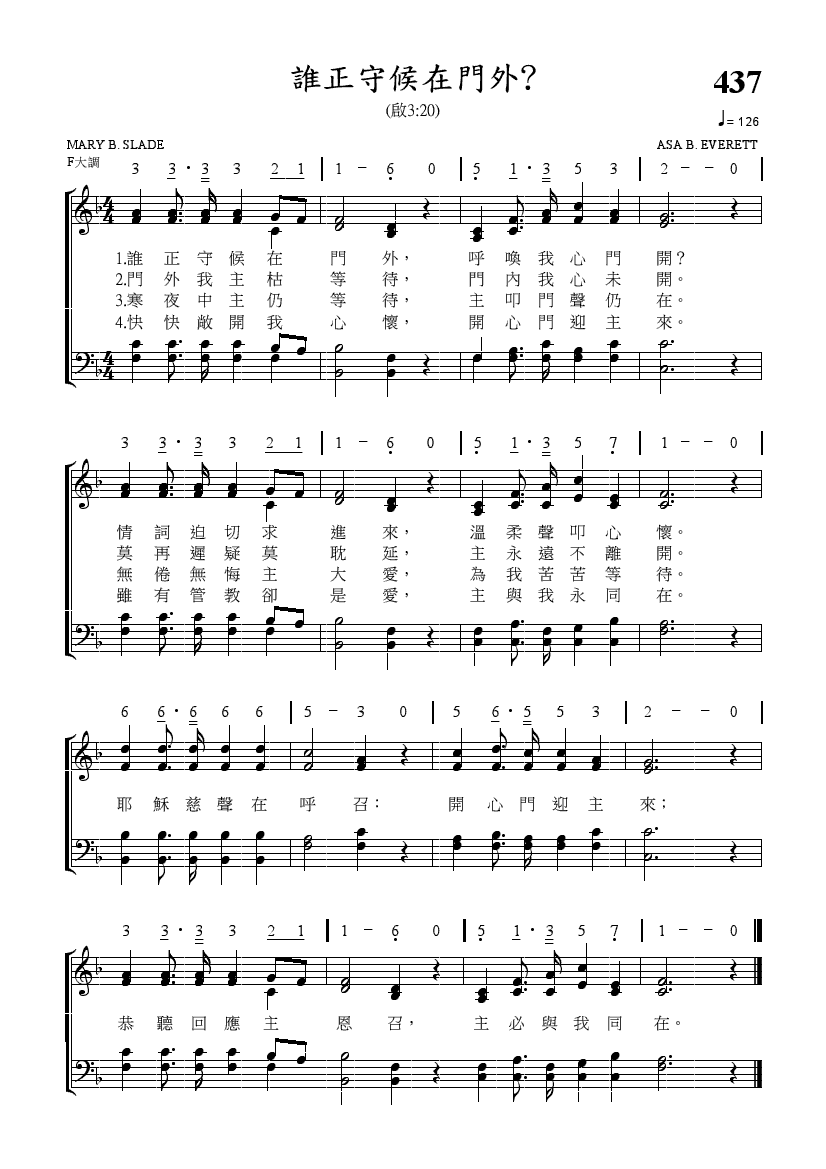 誰正守候在門外?
437
(啟3:20)
♩= 126
MARY B. SLADE
ASA B. EVERETT
F大調
3 3 · 3 3 2 1 | 1 – 6 0 | 5 1 · 3 5 3 | 2 – – 0 |
1.誰正守候在門外,呼喚我心門開?
2.門外我主枯等待,門內我心未開。
3.寒夜中主仍等待,主叩門聲仍在。
4.快快敞開我心懷,開心門迎主來。
3 3 · 3 3 2 1 | 1 – 6 0 | 5 1 · 3 5 7 | 1 – – 0 |
情詞迫切求進來,溫柔聲叩心懷。
莫再遲疑莫耽延,主永遠不離開。
無倦無悔主大愛,為我苦苦等待。
雖有管教卻是愛,主與我永同在。
6 6 · 6 6 6 | 5 – 3 0 | 5 6 · 5 5 3 | 2 – – 0 |
耶穌慈聲在呼召:開心門迎主來;
3 3 · 3 3 2 1 | 1 – 6 0 | 5 1 · 3 5 7 | 1 – – 0
恭聽回應主恩召,主必與我同在。